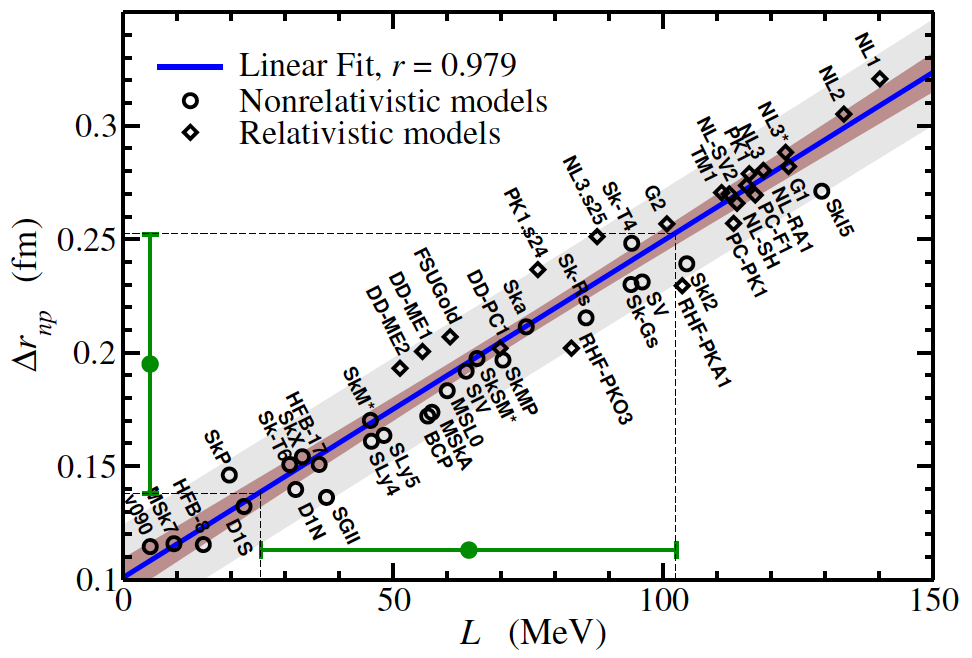 Linear Fit, r = 0.979
Nonrelativistic models
Relativistic models
Δr np (fm)
0.3
0.25
0.2
0.15
0.1
0
50
100
150
L (MeV)
v090
MSk7
HFB-8
SkP
D1S
Sk-T6
SkX
HFB-17
D1N
SGII
SkM*
SLy4
SLy5
DD-ME2
DD-ME1
FSUGold
BCP
MSkA
MSL0
SIV
SkSM*
SkMP
DD-PC1
Ska
PK1.s24
Sk-Rs
RHF-PKO3
NL3.s25
Sk-T4
Sk-Gs
SV
G2
SkI2
RHF-PKA1
TM1
NL-SV2
PK1
NL3
NL3*
PC-PK1
NL-SH
PC-F1
NL-RA1
G1
SkI5
NL2
NL1